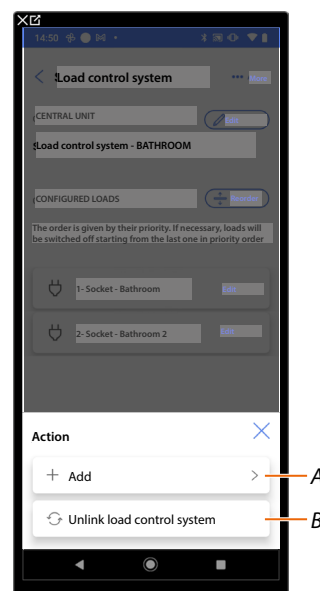 14:50
Load control system
More
CENTRAL UNIT
Edit
Load control system - BATHROOM
CONFIGURED LOADS
Reorder
The order is given by their priority. If necessary, loads will
be switched off starting from the last one in priority order
1- Socket - Bathroom
Edit
2- Socket - Bathroom 2
Edit
Action
Add
A
Unlink load control system
B